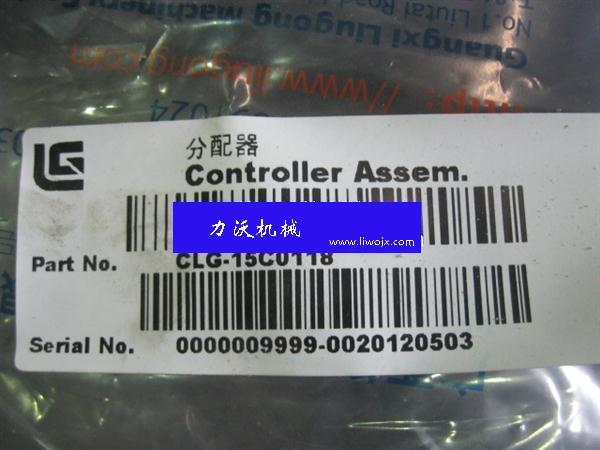 No.1 Liutai Road
Guangxi Liugong machinery
http://www.liugong.com
LG
分配器
Controller Assem.
力沃机械
www.liwojx.com
Part No. CLG-15C0118
Serial No. 0000009999-0020120503